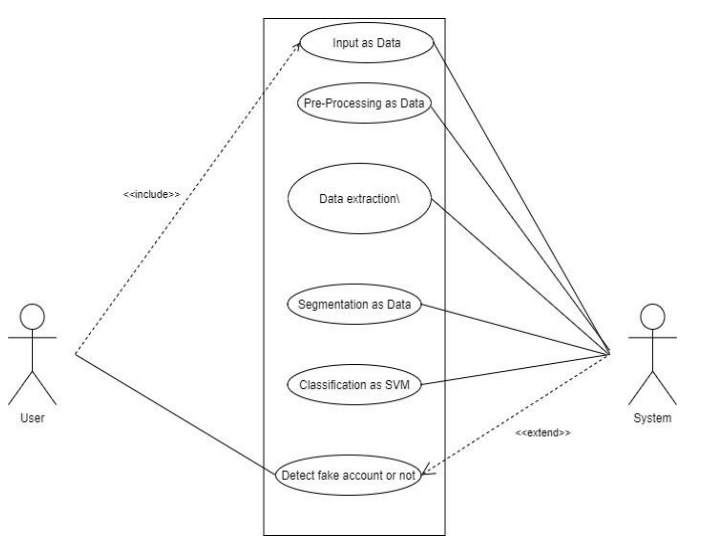 Input as Data
Pre-Processing as Data
<<include>>
Data extraction\
Segmentation as Data
Classification as SVM
User
System
<<extend>>
Detect fake account or not